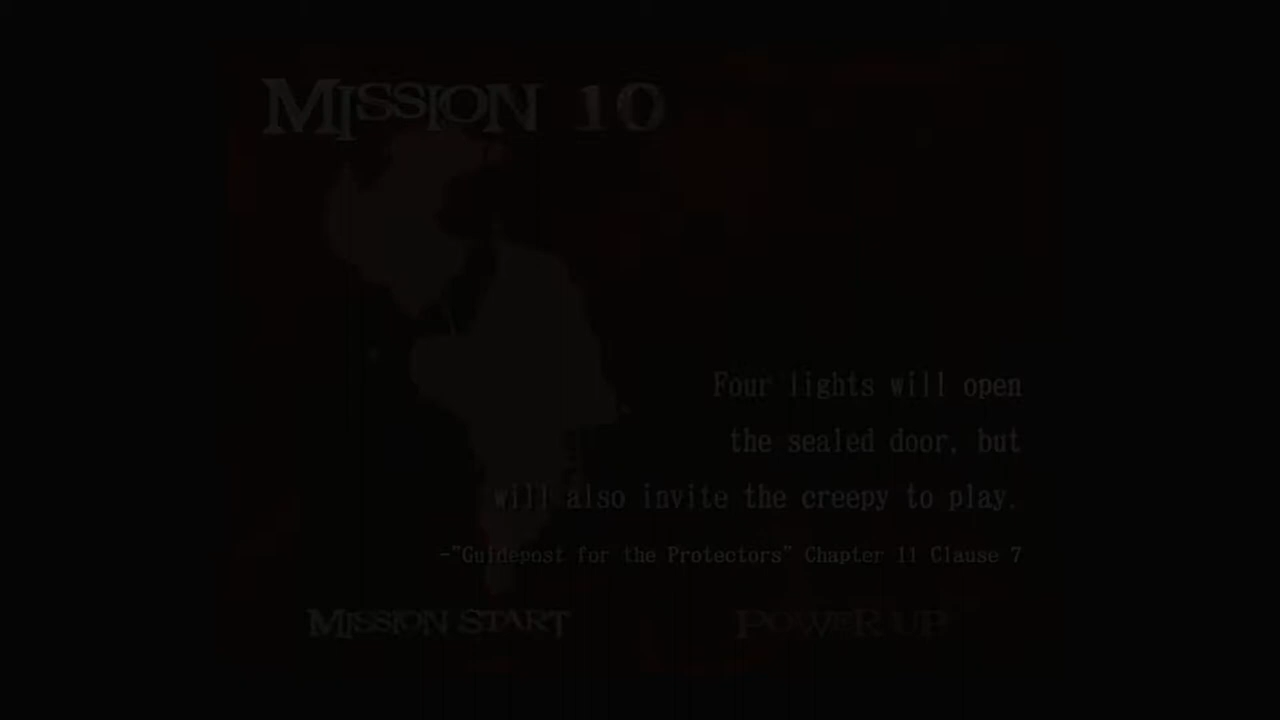 MISSION 10
Four lights will open
the sealed door, but
will also invite the creepy to play.
-"Guidepost for the Protectors" Chapter 11 Clause 7
MISSION START
POWER UP